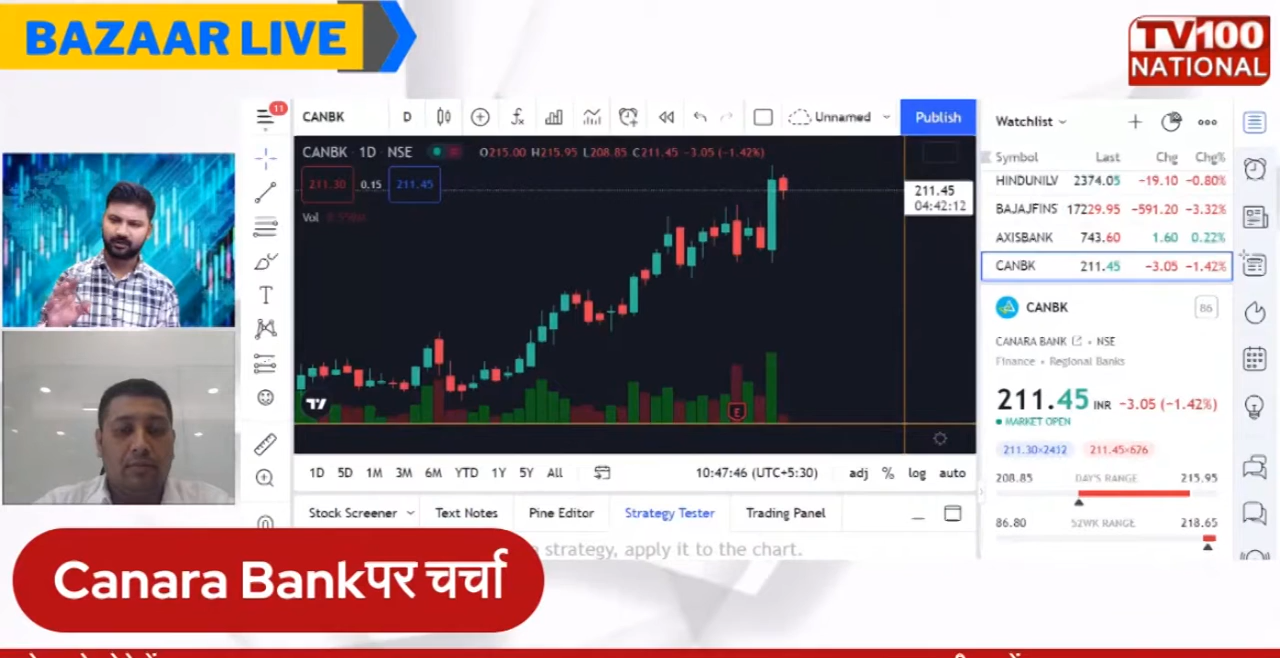 BAZAAR LIVE
TV100
NATIONAL
11
CANBK
D
Unnamed
Publish
CANBK 1D NSE
O215.00 H215.95 L208.85 C211.45 -3.05 (-1.42%)
211.30 0.15 211.45
Vol
211.45
04:42:12
E
1D 5D 1M 3M 6M YTD 1Y 5Y All
10:47:46 (UTC+5:30)
adj % log auto
Stock Screener Text Notes Pine Editor Strategy Tester Trading Panel
strategy, apply it to the chart.
Watchlist
Symbol Last Chg Chg%
HINDUNILV 2374.05 -19.10 -0.80%
BAJAJFINS 17229.95 -591.20 -3.32%
AXISBANK 743.60 1.60 0.22%
CANBK 211.45 -3.05 -1.42%
CANBK
86
CANARA BANK • NSE
Finance • Regional Banks
211.45 INR -3.05 (-1.42%)
MARKET OPEN
211.30×2412 211.45×676
208.85 DAY'S RANGE 215.95
86.80 52WK RANGE 218.65
Canara Bankपर चर्चा